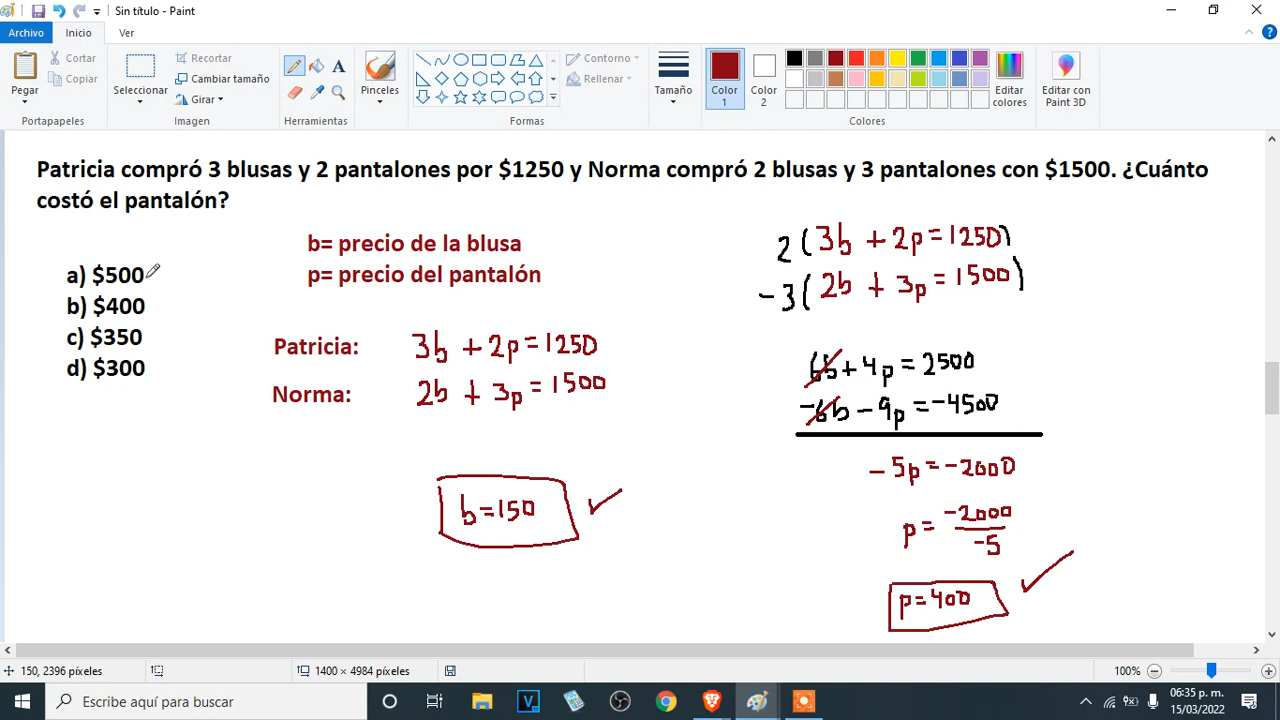 Sin título - Paint
Archivo Inicio Ver
Pegar
Cortar
Copiar
Portapapeles
Seleccionar
Recortar
Cambiar tamaño
Girar
Imagen
A
Herramientas
Pinceles
Contorno
Rellenar
Formas
Tamaño
Color 1
Color 2
Colores
Editar colores
Editar con Paint 3D
Patricia compró 3 blusas y 2 pantalones por $1250 y Norma compró 2 blusas y 3 pantalones con $1500. ¿Cuánto
costó el pantalón?
a) $500
b) $400
c) $350
d) $300
b= precio de la blusa
p= precio del pantalón
Patricia: 3b + 2p = 1250
Norma: 2b + 3p = 1500
b = 150
2(3b + 2p = 1250)
-3(2b + 3p = 1500)
6b + 4p = 2500
-6b - 9p = -4500
-5p = -2000
p = -2000
-5
p = 400
150, 2396 píxeles
1400 × 4984 píxeles
100%
Escribe aquí para buscar
06:35 p. m.
15/03/2022